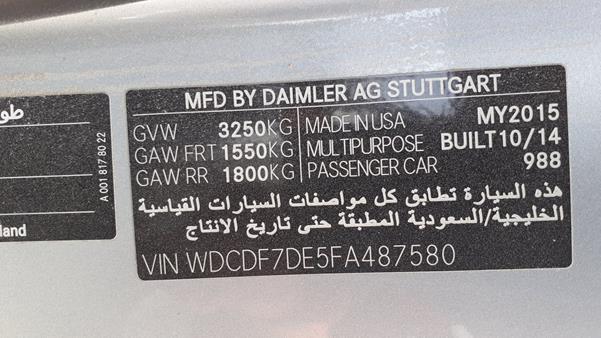 MFD BY DAIMLER AG STUTTGART
GVW 3250KG MADE IN USA MY2015
GAW FRT 1550KG MULTIPURPOSE BUILT10/14
GAW RR 1800KG PASSENGER CAR 988
هذه السيارة تطابق كل مواصفات السيارات القياسية
الخليجية/السعودية المطبقة حتى تاريخ الانتاج
VIN WDCDF7DE5FA487580
A 001 817 80 22